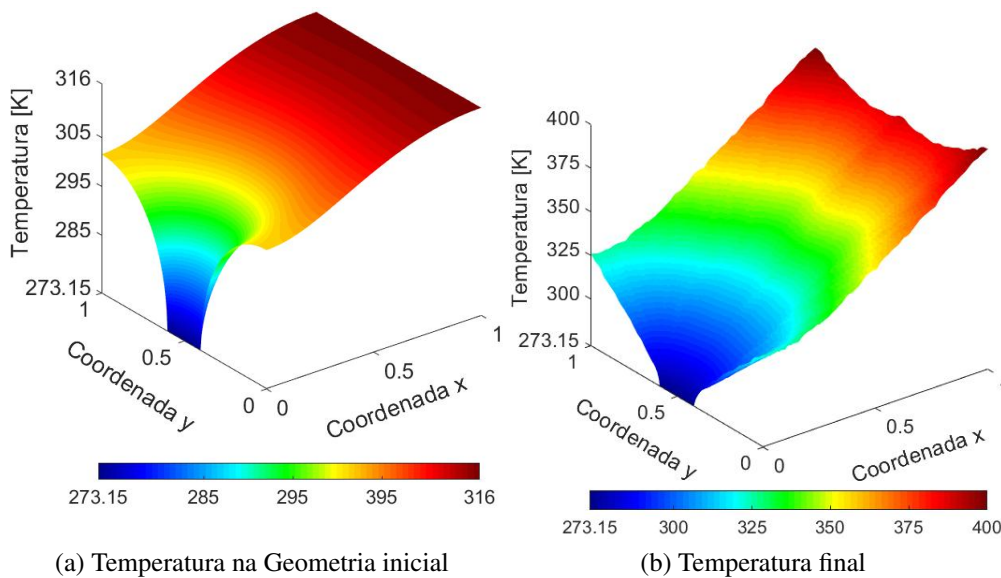 316
305
295
285
273.15
Temperatura [K]
1
0.5
0
Coordenada y
0
0.5
1
Coordenada x
273.15 285 295 395 316
(a) Temperatura na Geometria inicial
400
375
350
325
300
273.15
Temperatura [K]
1
0.5
0
Coordenada y
0
0.5
Coordenada x
273.15 300 325 350 375 400
(b) Temperatura final